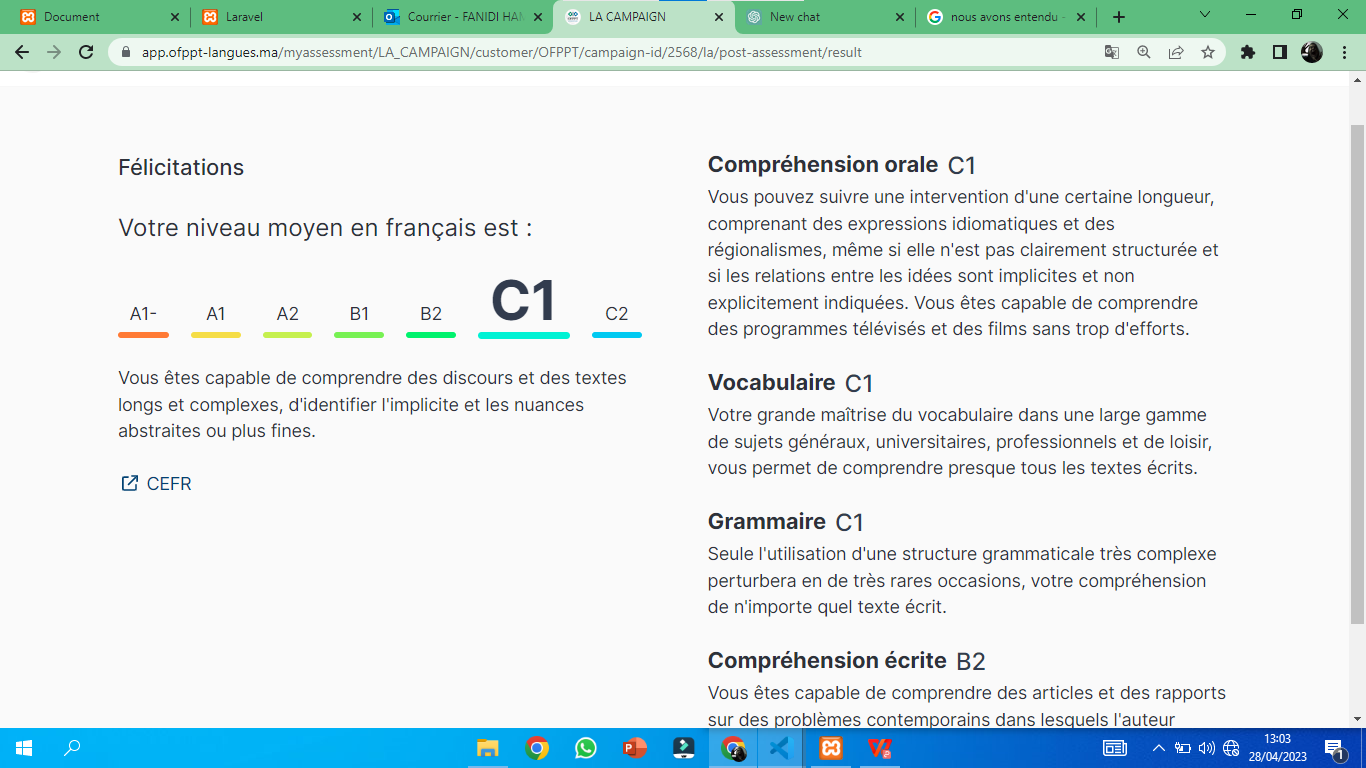 Document
Laravel
Courrier - FANIDI HAN
LA CAMPAIGN
New chat
nous avons entendu -
app.ofppt-langues.ma/myassessment/LA_CAMPAIGN/customer/OFPPT/campaign-id/2568/la/post-assessment/result
Félicitations
Votre niveau moyen en français est :
A1- A1 A2 B1 B2 C1 C2
Vous êtes capable de comprendre des discours et des textes
longs et complexes, d'identifier l'implicite et les nuances
abstraites ou plus fines.
CEFR
Compréhension orale C1
Vous pouvez suivre une intervention d'une certaine longueur,
comprenant des expressions idiomatiques et des
régionalismes, même si elle n'est pas clairement structurée et
si les relations entre les idées sont implicites et non
explicitement indiquées. Vous êtes capable de comprendre
des programmes télévisés et des films sans trop d'efforts.
Vocabulaire C1
Votre grande maîtrise du vocabulaire dans une large gamme
de sujets généraux, universitaires, professionnels et de loisir,
vous permet de comprendre presque tous les textes écrits.
Grammaire C1
Seule l'utilisation d'une structure grammaticale très complexe
perturbera en de très rares occasions, votre compréhension
de n'importe quel texte écrit.
Compréhension écrite B2
Vous êtes capable de comprendre des articles et des rapports
sur des problèmes contemporains dans lesquels l'auteur
13:03
28/04/2023
1